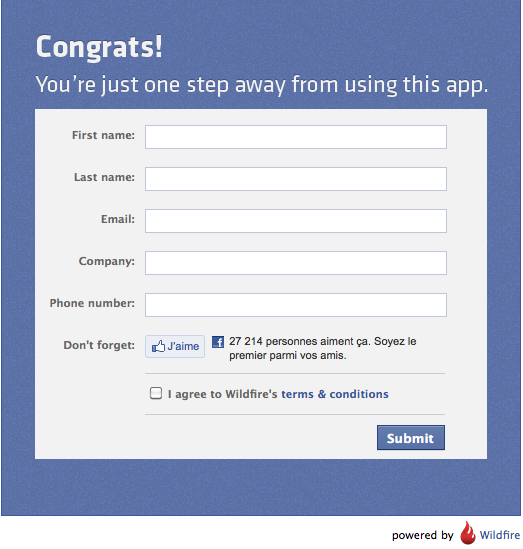 Congrats!
You're just one step away from using this app.
First name:
Last name:
Email:
Company:
Phone number:
Don't forget:
J'aime
27 214 personnes aiment ça. Soyez le
premier parmi vos amis.
I agree to Wildfire's terms & conditions
Submit
powered by Wildfire